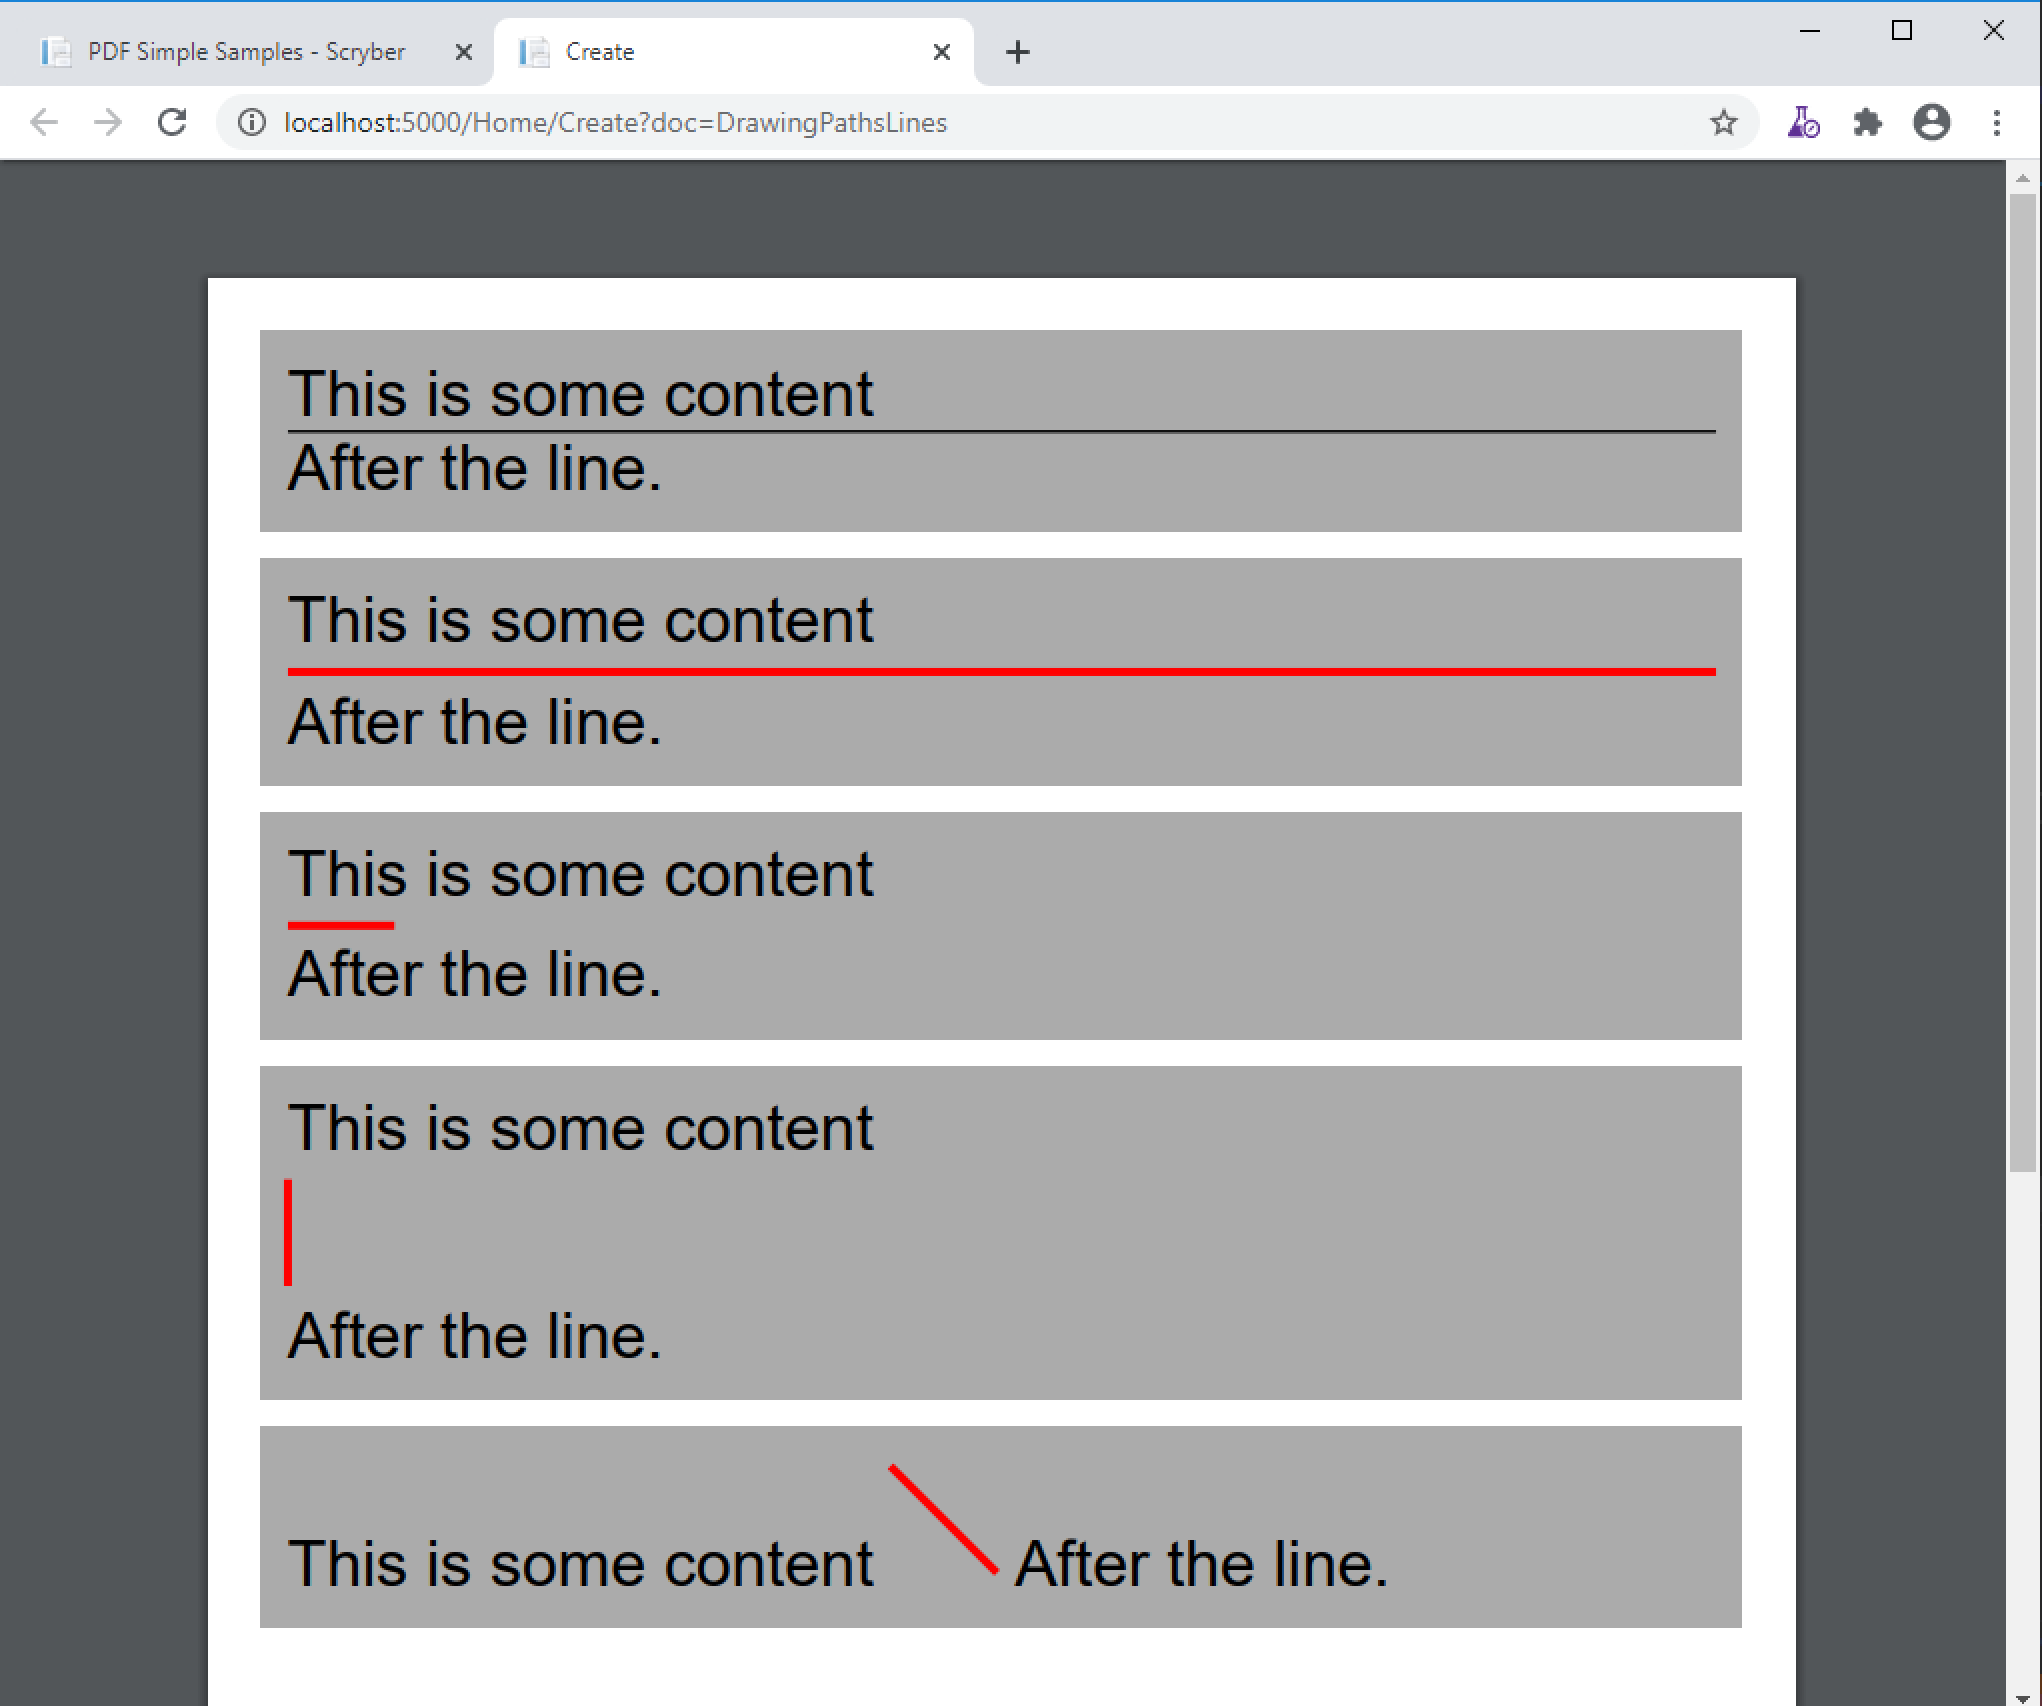 PDF Simple Samples - Scryber
Create
localhost:5000/Home/Create?doc=DrawingPathsLines
This is some content
After the line.
This is some content
After the line.
This is some content
After the line.
This is some content
After the line.
This is some content After the line.